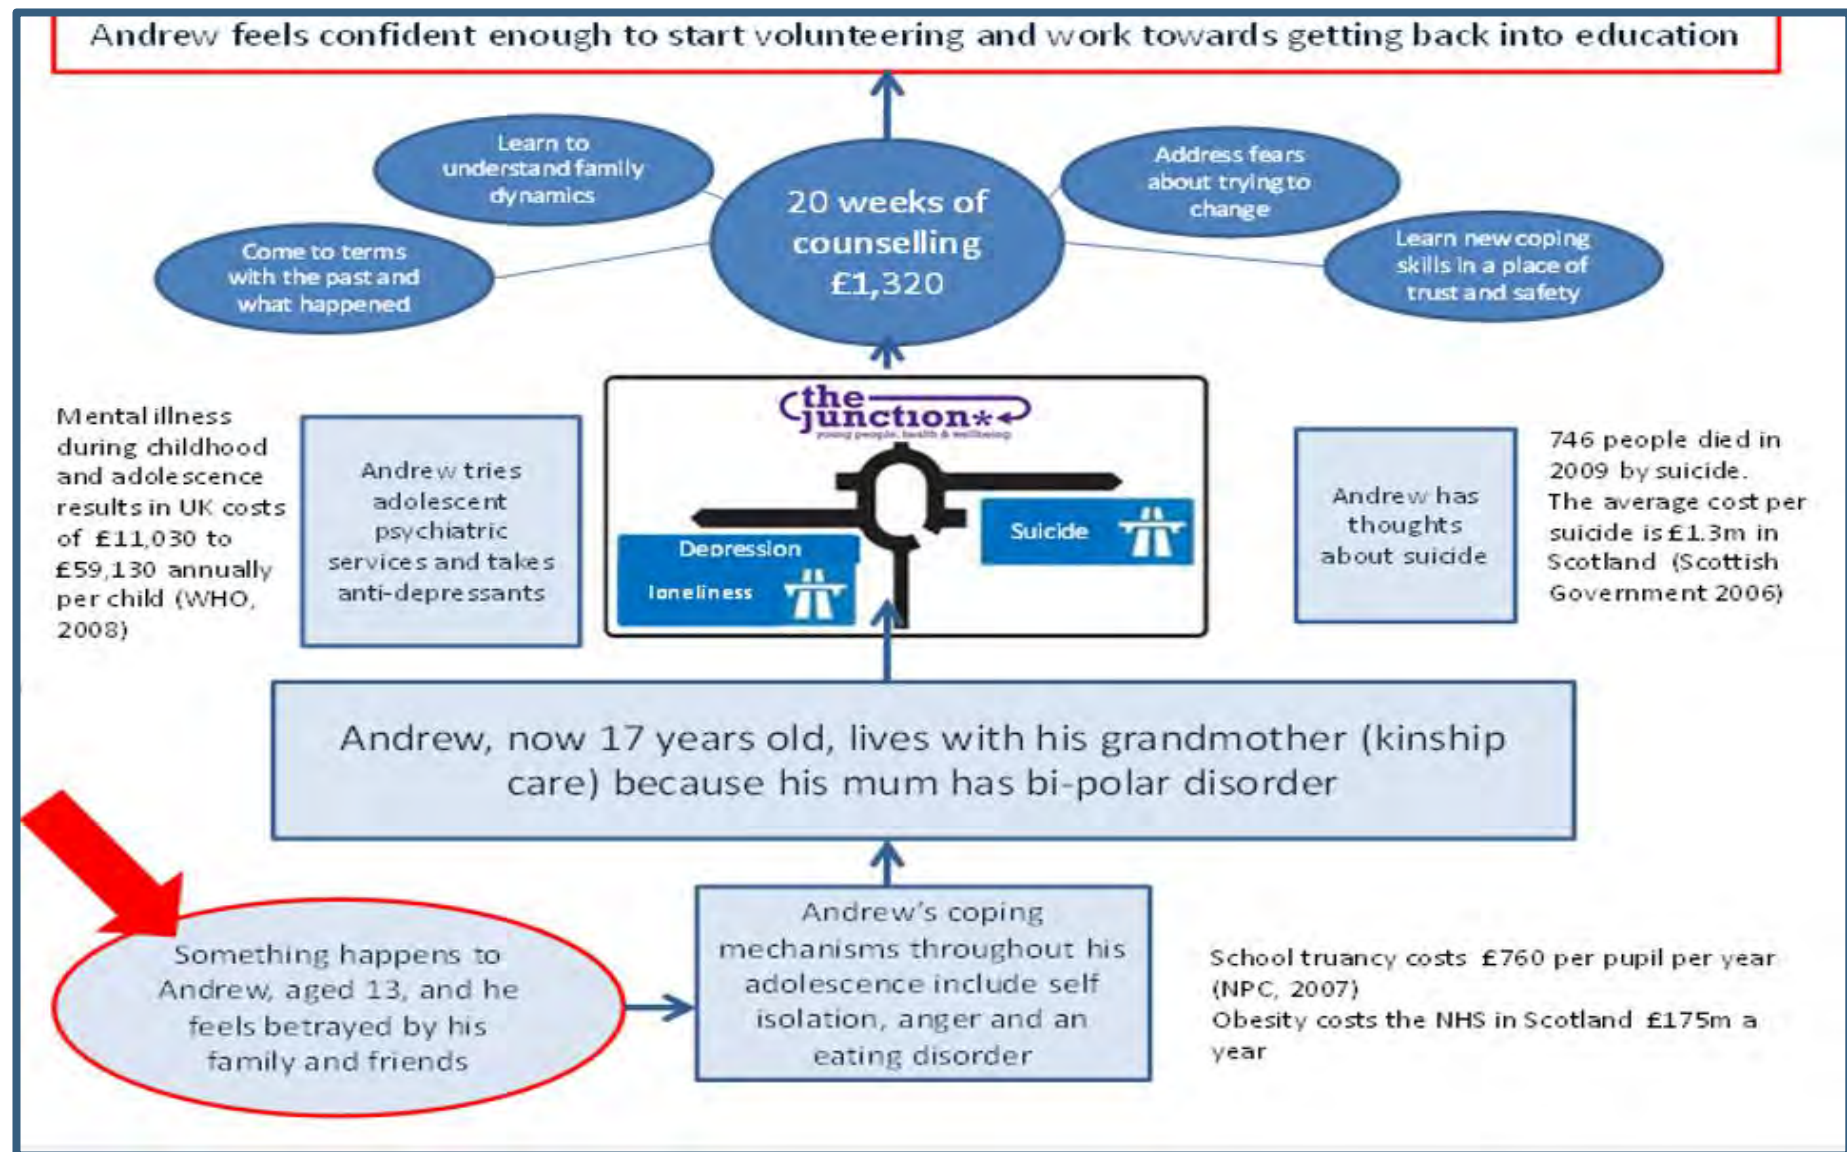 Andrew feels confident enough to start volunteering and work towards getting back into education
Learn to
understand family
dynamics
Address fears
about trying to
change
20 weeks of
counselling
£1,320
Come to terms
with the past and
what happened
Learn new coping
skills in a place of
trust and safety
the
junction*
young people, health & wellbeing
Mental illness
during childhood
and adolescence
results in UK costs
of £11,030 to
£59,130 annually
per child (WHO,
2008)
Andrew tries
adolescent
psychiatric
services and takes
anti-depressants
Depression
loneliness
Suicide
Andrew has
thoughts
about suicide
746 people died in
2009 by suicide.
The average cost per
suicide is £1.3m in
Scotland (Scottish
Government 2006)
Andrew, now 17 years old, lives with his grandmother (kinship
care) because his mum has bi-polar disorder
Something happens to
Andrew, aged 13, and he
feels betrayed by his
family and friends
Andrew's coping
mechanisms throughout his
adolescence include self
isolation, anger and an
eating disorder
School truancy costs £760 per pupil per year
(NPC, 2007)
Obesity costs the NHS in Scotland £175m a
year